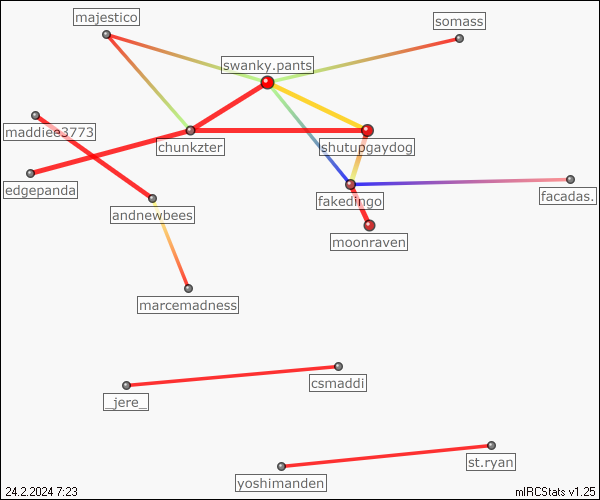 majestico
somass
swanky.pants
maddiee3773
chunkzter
shutupgaydog
edgepanda
fakedingo
facadas.
andnewbees
moonraven
marcemadness
csmaddi
_jere_
st.ryan
yoshimanden
24.2.2024 7:23
mIRCStats v1.25